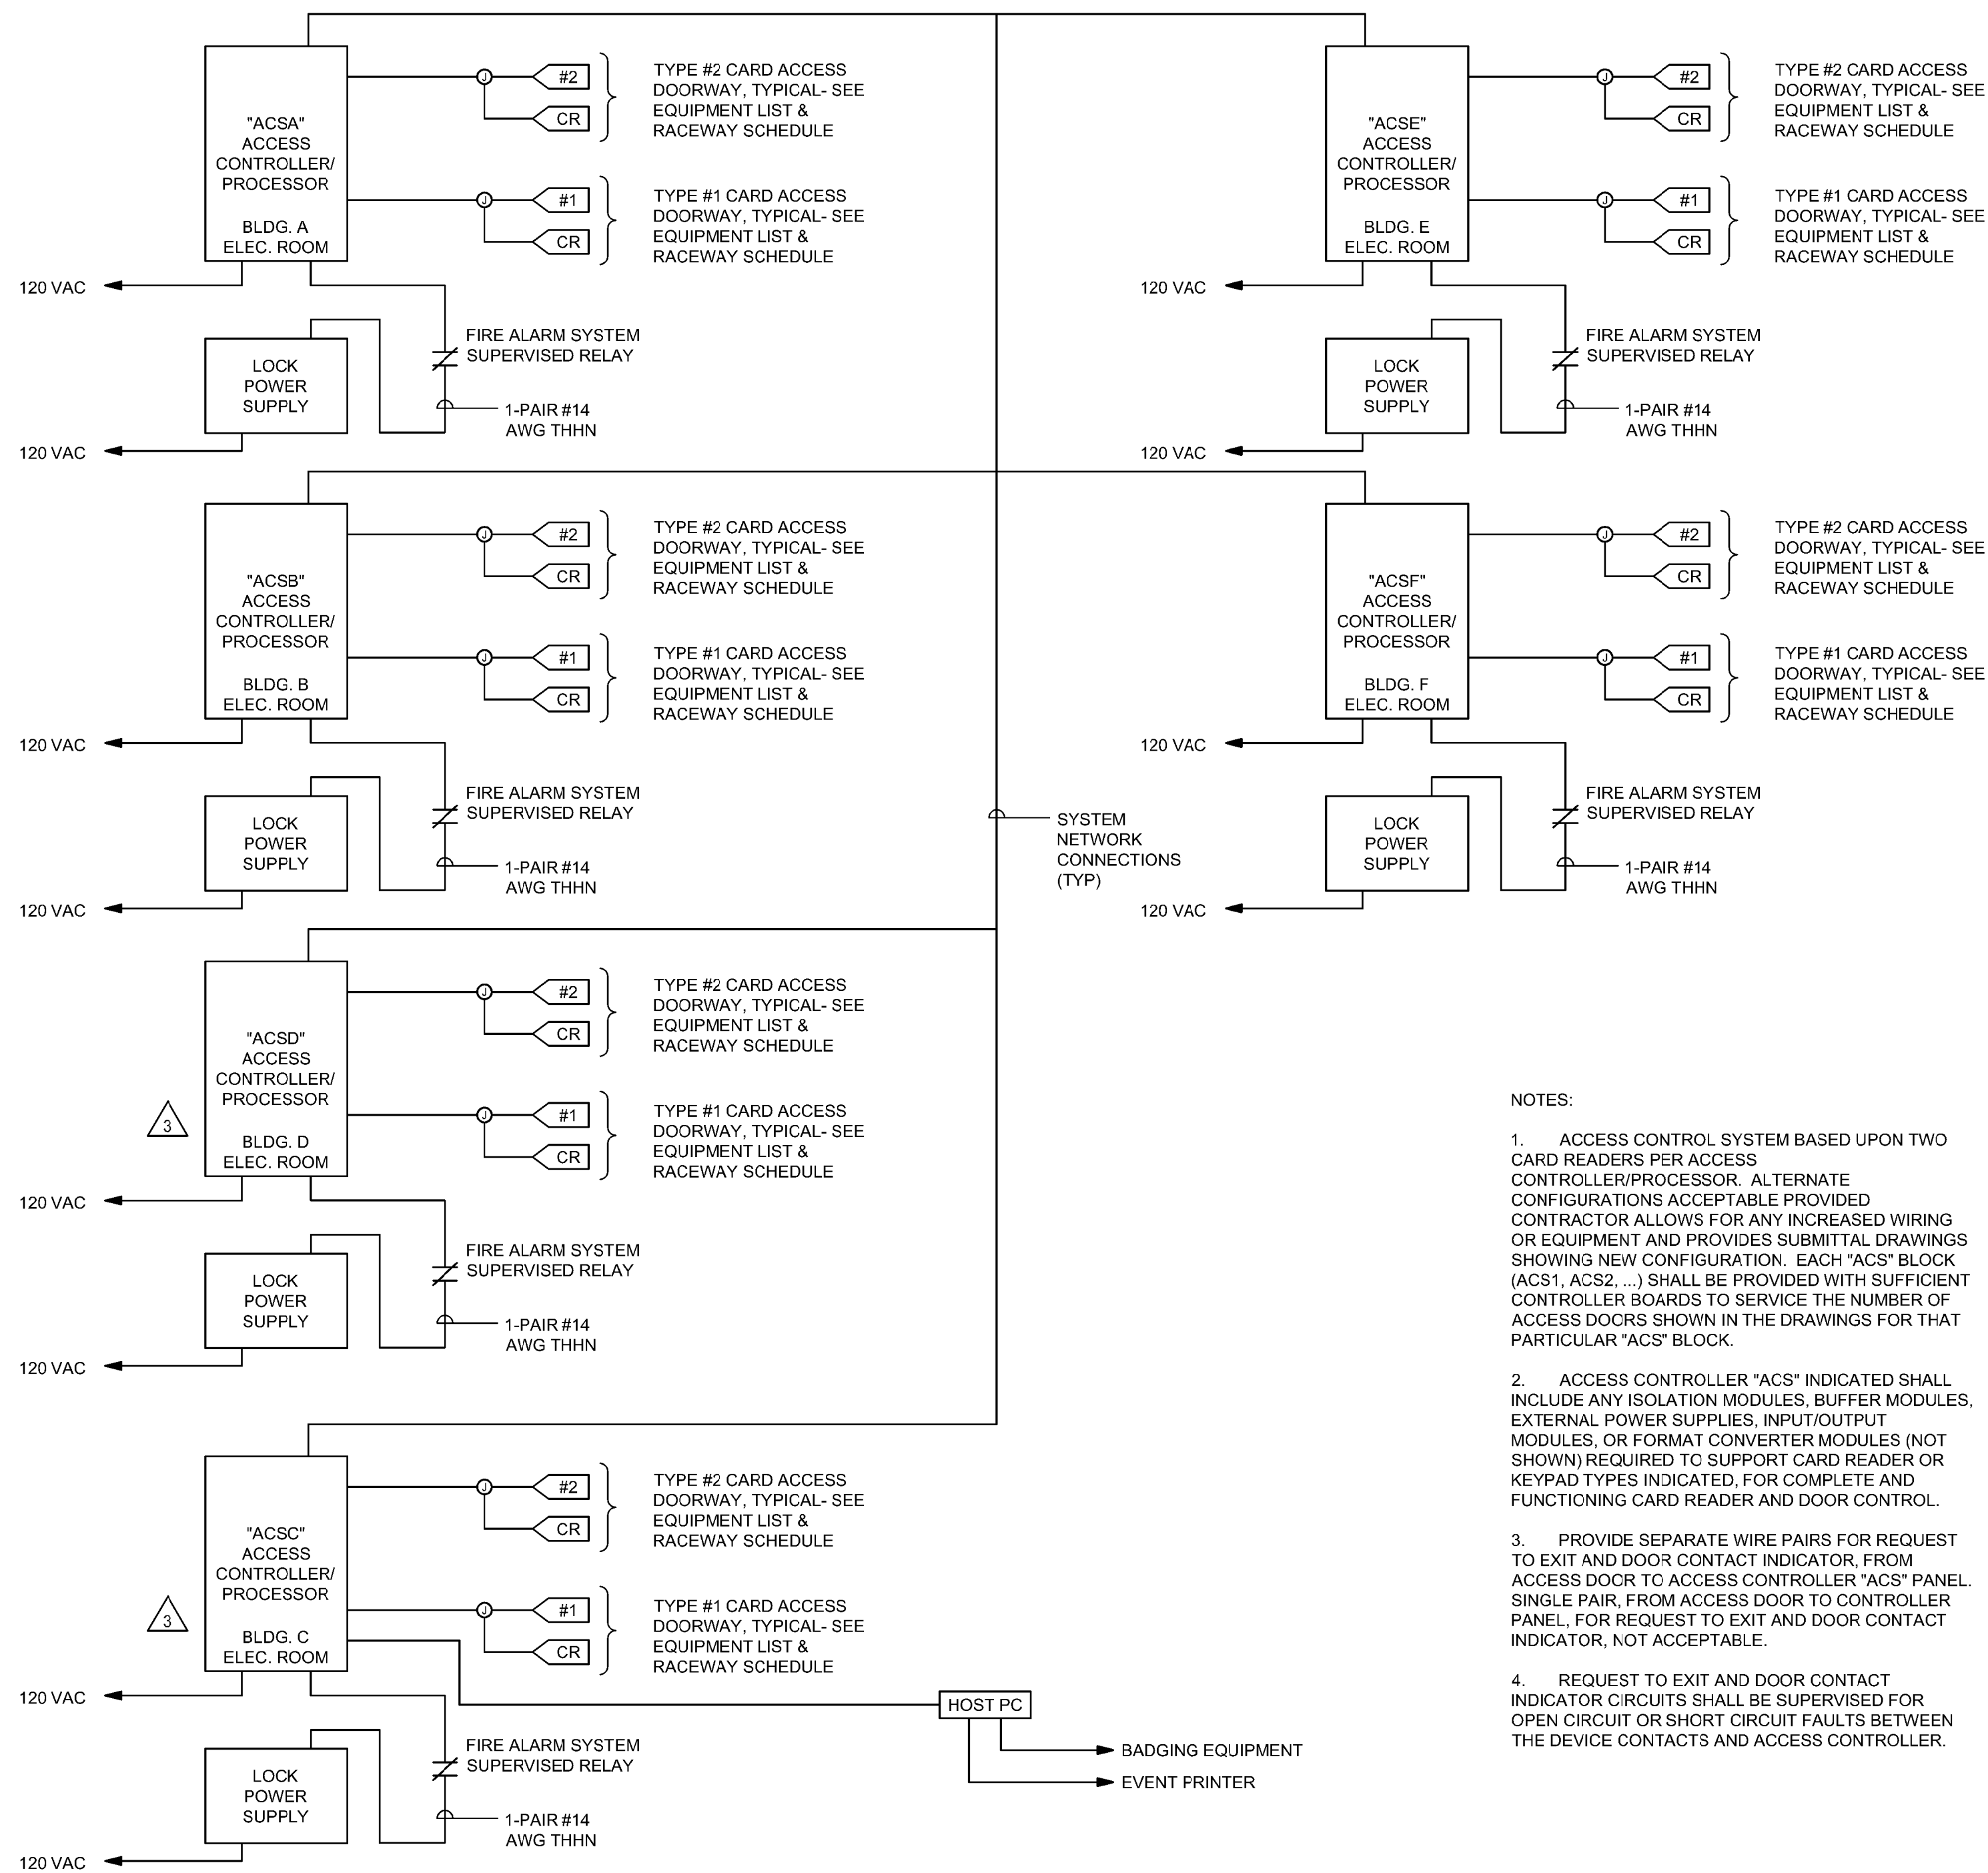 "ACSA"
ACCESS
CONTROLLER/
PROCESSOR
BLDG. A
ELEC. ROOM
J
#2
CR
TYPE #2 CARD ACCESS
DOORWAY, TYPICAL- SEE
EQUIPMENT LIST &
RACEWAY SCHEDULE
J
#1
CR
TYPE #1 CARD ACCESS
DOORWAY, TYPICAL- SEE
EQUIPMENT LIST &
RACEWAY SCHEDULE
120 VAC
LOCK
POWER
SUPPLY
FIRE ALARM SYSTEM
SUPERVISED RELAY
1-PAIR #14
AWG THHN
120 VAC
"ACSE"
ACCESS
CONTROLLER/
PROCESSOR
BLDG. E
ELEC. ROOM
J
#2
CR
TYPE #2 CARD ACCESS
DOORWAY, TYPICAL- SEE
EQUIPMENT LIST &
RACEWAY SCHEDULE
J
#1
CR
TYPE #1 CARD ACCESS
DOORWAY, TYPICAL- SEE
EQUIPMENT LIST &
RACEWAY SCHEDULE
120 VAC
LOCK
POWER
SUPPLY
FIRE ALARM SYSTEM
SUPERVISED RELAY
1-PAIR #14
AWG THHN
120 VAC
"ACSB"
ACCESS
CONTROLLER/
PROCESSOR
BLDG. B
ELEC. ROOM
J
#2
CR
TYPE #2 CARD ACCESS
DOORWAY, TYPICAL- SEE
EQUIPMENT LIST &
RACEWAY SCHEDULE
J
#1
CR
TYPE #1 CARD ACCESS
DOORWAY, TYPICAL- SEE
EQUIPMENT LIST &
RACEWAY SCHEDULE
120 VAC
LOCK
POWER
SUPPLY
FIRE ALARM SYSTEM
SUPERVISED RELAY
1-PAIR #14
AWG THHN
120 VAC
SYSTEM
NETWORK
CONNECTIONS
(TYP)
"ACSF"
ACCESS
CONTROLLER/
PROCESSOR
BLDG. F
ELEC. ROOM
J
#2
CR
TYPE #2 CARD ACCESS
DOORWAY, TYPICAL- SEE
EQUIPMENT LIST &
RACEWAY SCHEDULE
J
#1
CR
TYPE #1 CARD ACCESS
DOORWAY, TYPICAL- SEE
EQUIPMENT LIST &
RACEWAY SCHEDULE
120 VAC
LOCK
POWER
SUPPLY
FIRE ALARM SYSTEM
SUPERVISED RELAY
1-PAIR #14
AWG THHN
120 VAC
"ACSD"
ACCESS
CONTROLLER/
PROCESSOR
BLDG. D
ELEC. ROOM
3
J
#2
CR
TYPE #2 CARD ACCESS
DOORWAY, TYPICAL- SEE
EQUIPMENT LIST &
RACEWAY SCHEDULE
J
#1
CR
TYPE #1 CARD ACCESS
DOORWAY, TYPICAL- SEE
EQUIPMENT LIST &
RACEWAY SCHEDULE
120 VAC
LOCK
POWER
SUPPLY
FIRE ALARM SYSTEM
SUPERVISED RELAY
1-PAIR #14
AWG THHN
120 VAC
"ACSC"
ACCESS
CONTROLLER/
PROCESSOR
BLDG. C
ELEC. ROOM
3
J
#2
CR
TYPE #2 CARD ACCESS
DOORWAY, TYPICAL- SEE
EQUIPMENT LIST &
RACEWAY SCHEDULE
J
#1
CR
TYPE #1 CARD ACCESS
DOORWAY, TYPICAL- SEE
EQUIPMENT LIST &
RACEWAY SCHEDULE
120 VAC
LOCK
POWER
SUPPLY
FIRE ALARM SYSTEM
SUPERVISED RELAY
1-PAIR #14
AWG THHN
120 VAC
HOST PC
BADGING EQUIPMENT
EVENT PRINTER
NOTES:
1. ACCESS CONTROL SYSTEM BASED UPON TWO
CARD READERS PER ACCESS
CONTROLLER/PROCESSOR. ALTERNATE
CONFIGURATIONS ACCEPTABLE PROVIDED
CONTRACTOR ALLOWS FOR ANY INCREASED WIRING
OR EQUIPMENT AND PROVIDES SUBMITTAL DRAWINGS
SHOWING NEW CONFIGURATION. EACH "ACS" BLOCK
(ACS1, ACS2, ...) SHALL BE PROVIDED WITH SUFFICIENT
CONTROLLER BOARDS TO SERVICE THE NUMBER OF
ACCESS DOORS SHOWN IN THE DRAWINGS FOR THAT
PARTICULAR "ACS" BLOCK.
2. ACCESS CONTROLLER "ACS" INDICATED SHALL
INCLUDE ANY ISOLATION MODULES, BUFFER MODULES,
EXTERNAL POWER SUPPLIES, INPUT/OUTPUT
MODULES, OR FORMAT CONVERTER MODULES (NOT
SHOWN) REQUIRED TO SUPPORT CARD READER OR
KEYPAD TYPES INDICATED, FOR COMPLETE AND
FUNCTIONING CARD READER AND DOOR CONTROL.
3. PROVIDE SEPARATE WIRE PAIRS FOR REQUEST
TO EXIT AND DOOR CONTACT INDICATOR, FROM
ACCESS DOOR TO ACCESS CONTROLLER "ACS" PANEL.
SINGLE PAIR, FROM ACCESS DOOR TO CONTROLLER
PANEL, FOR REQUEST TO EXIT AND DOOR CONTACT
INDICATOR, NOT ACCEPTABLE.
4. REQUEST TO EXIT AND DOOR CONTACT
INDICATOR CIRCUITS SHALL BE SUPERVISED FOR
OPEN CIRCUIT OR SHORT CIRCUIT FAULTS BETWEEN
THE DEVICE CONTACTS AND ACCESS CONTROLLER.